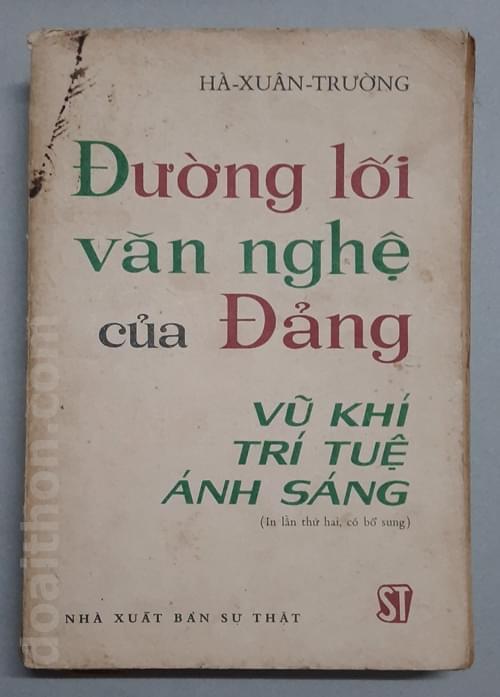 HÀ-XUÂN-TRƯỜNG
Đường lối
văn nghệ
của Đảng
VŨ KHÍ
TRÍ TUỆ
ÁNH SÁNG
(In lần thứ hai, có bổ sung)
NHÀ XUẤT BẢN SỰ THẬT
ST
doaithon.com